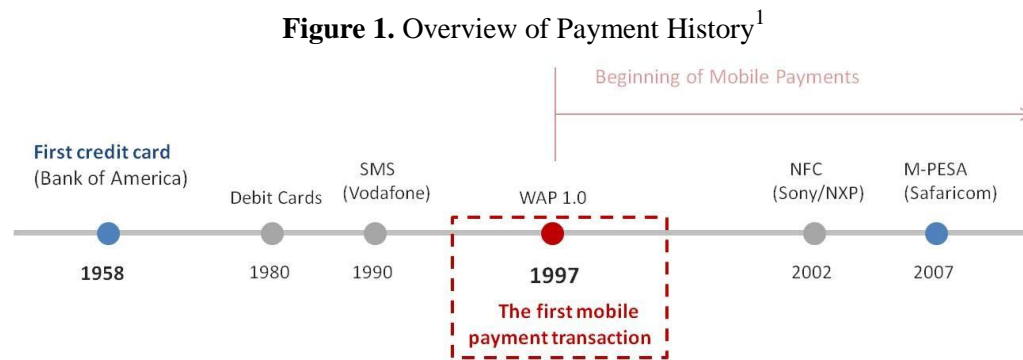 Figure 1. Overview of Payment History1
Beginning of Mobile Payments
First credit card
(Bank of America)
Debit Cards
SMS
(Vodafone)
WAP 1.0
NFC
(Sony/NXP)
M-PESA
(Safaricom)
1958
1980
1990
1997
2002
2007
The first mobile
payment transaction